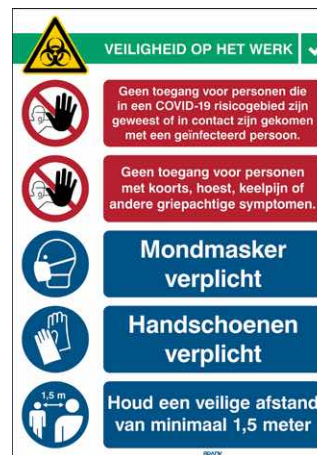 VEILIGHEID OP HET WERK
Geen toegang voor personen die
in een COVID-19 risicogebied zijn
geweest of in contact zijn gekomen
met een geïnfecteerd persoon.
Geen toegang voor personen
met koorts, hoest, keelpijn of
andere griepachtige symptomen.
Mondmasker
verplicht
Handschoenen
verplicht
1,5 m
Houd een veilige afstand
van minimaal 1,5 meter
BRADY